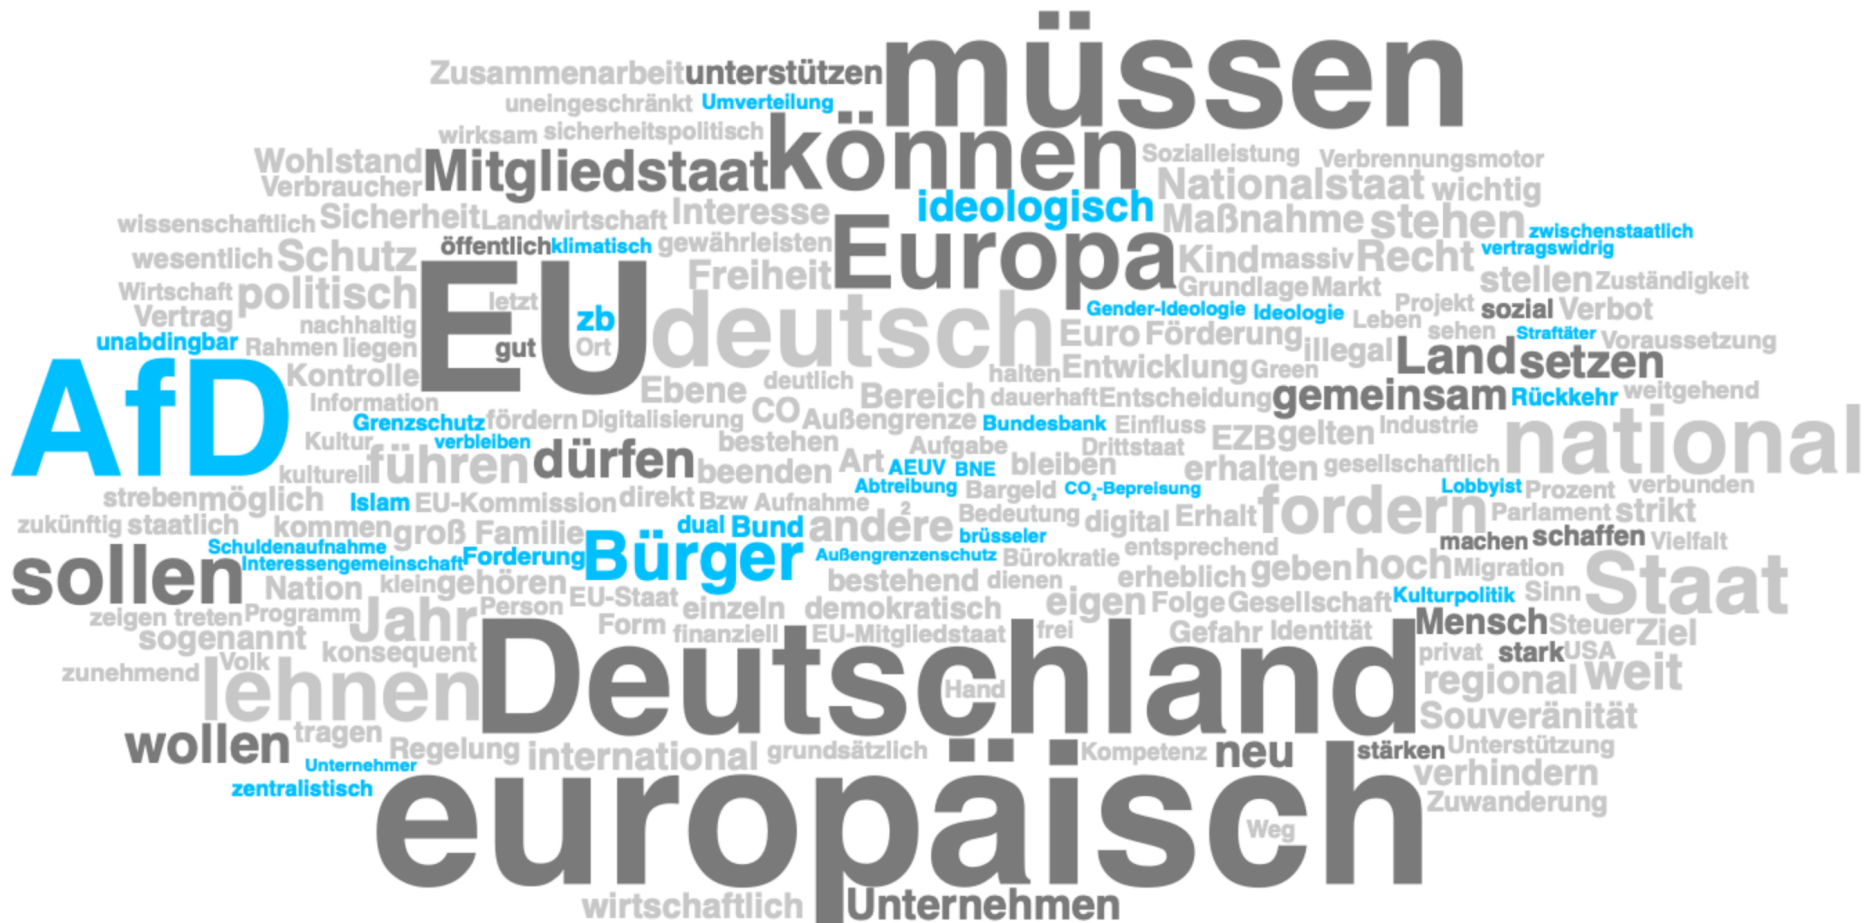 müssen
Zusammenarbeit unterstützen
uneingeschränkt Umverteilung
wirksam sicherheitspolitisch können
Wohlstand Mitgliedstaat Sozialleistung Verbrennungsmotor
Verbraucher Nationalstaat wichtig
wissenschaftlich Sicherheit Landwirtschaft Interesse ideologisch Maßnahme stehen zwischenstaatlich
öffentlich klimatisch gewährleisten Europa vertragswidrig
wesentlich Schutz Freiheit Kind massiv Recht stellen Zuständigkeit
Wirtschaft politisch EU letzt Grundlage Markt
Vertrag nachhaltig zb deutsch Gender-Ideologie Ideologie Leben Projekt sozial Verbot
unabdingbar Rahmen liegen gut Ort Euro Förderung illegal sehen Straftäter Voraussetzung
AfD Kontrolle halten Entwicklung Green Land setzen
Information Ebene deutlich Bereich dauerhaft Entscheidung gemeinsam Rückkehr weitgehend
Grenzschutz fördern Digitalisierung CO Außengrenze Bundesbank Einfluss EZB gelten Industrie national
Kultur verbleiben bestehen Aufgabe Drittstaat
kulturell führen dürfen beenden Art AEUV BNE bleiben erhalten gesellschaftlich
streben möglich Islam EU-Kommission direkt Bzw Aufnahme Abtreibung Bargeld CO₂-Bepreisung fordern Lobbyist Prozent verbunden
zukünftig staatlich kommen groß Familie dual Bund andere 2 Bedeutung digital Erhalt Parlament strikt
Schuldenaufnahme brüsseler machen schaffen Vielfalt
sollen Interessengemeinschaft Forderung Bürger Außengrenzenschutz Bürokratie entsprechend
Nation klein gehören bestehend dienen erheblich geben hoch Migration Staat
zeigen treten Programm Jahr Person EU-Staat einzeln demokratisch eigen Folge Gesellschaft Kulturpolitik Sinn
sogenannt Form finanziell EU-Mitgliedstaat frei Gefahr Identität Mensch Steuer Ziel
zunehmend Volk konsequent privat stark USA
lehnen Deutschland Hand regional weit
Souveränität
wollen tragen Regelung international grundsätzlich Kompetenz neu stärken Unterstützung
Unternehmer verhindern
zentralistisch europäisch Zuwanderung
Weg
wirtschaftlich Unternehmen